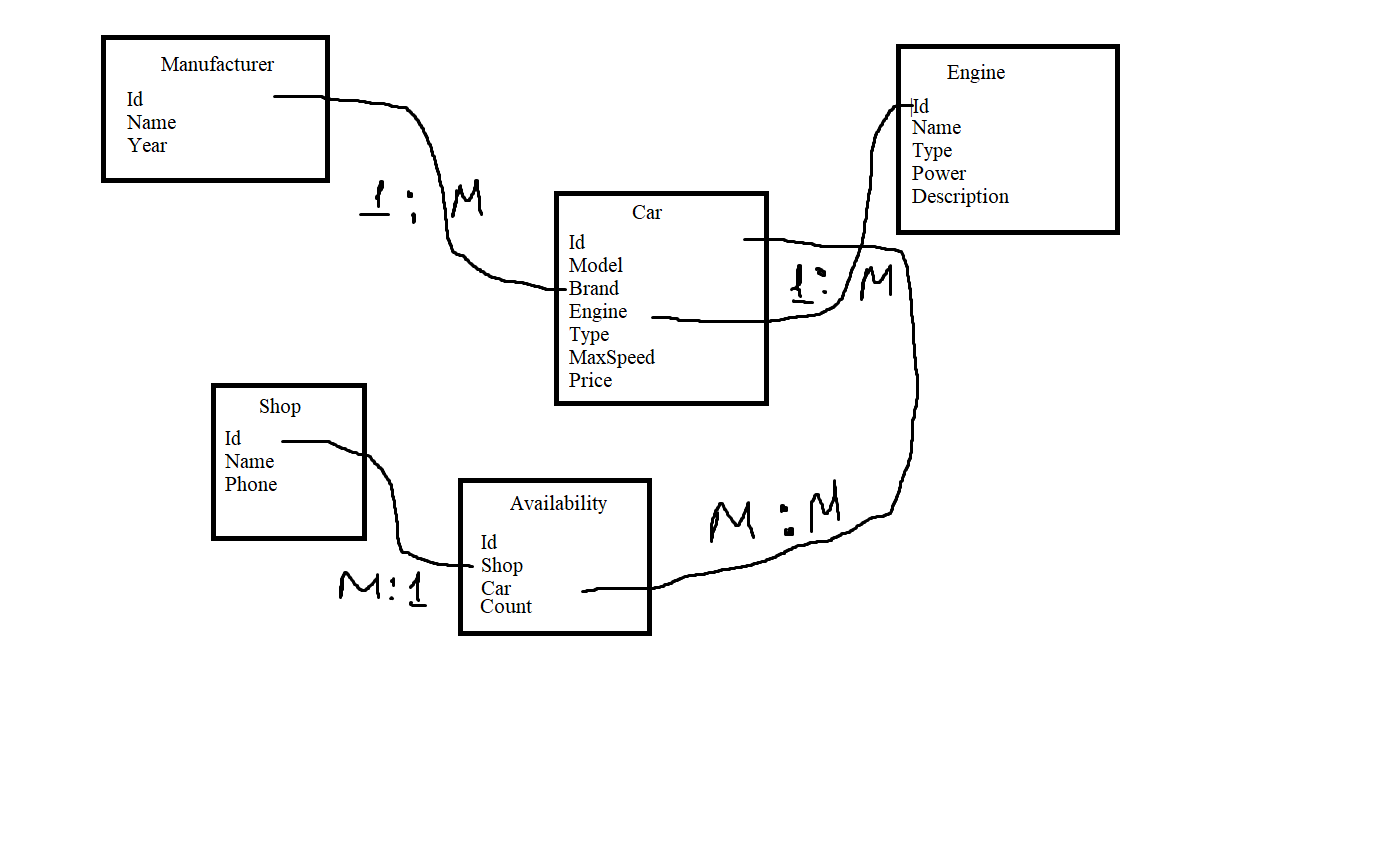 Manufacturer
Id
Name
Year
1 : M
Engine
Id
Name
Type
Power
Description
Car
Id
Model
Brand
Engine
Type
MaxSpeed
Price
1 : M
Shop
Id
Name
Phone
M : 1
Availability
Id
Shop
Car
Count
M : M